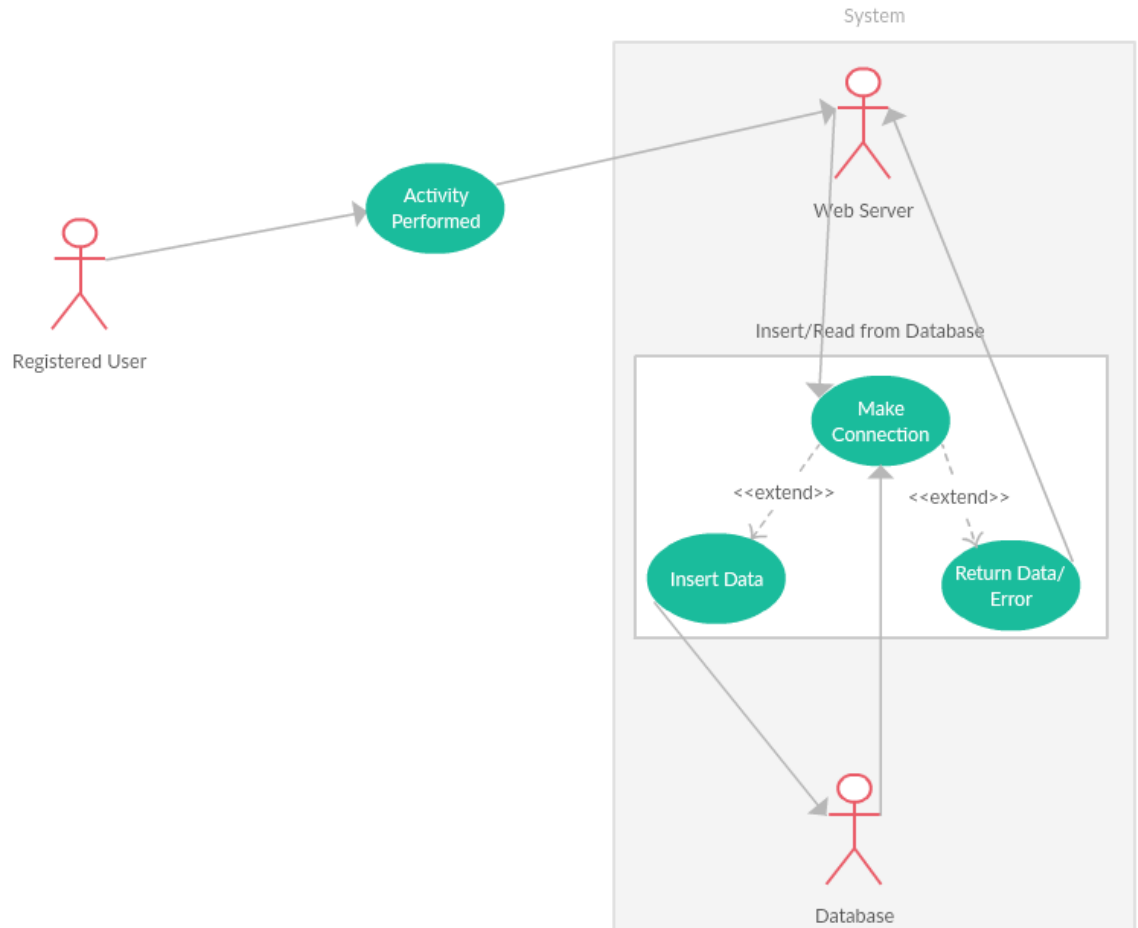 System
Activity
Performed
Web Server
Registered User
Insert/Read from Database
Make
Connection
<<extend>>
<<extend>>
Insert Data
Return Data/
Error
Database